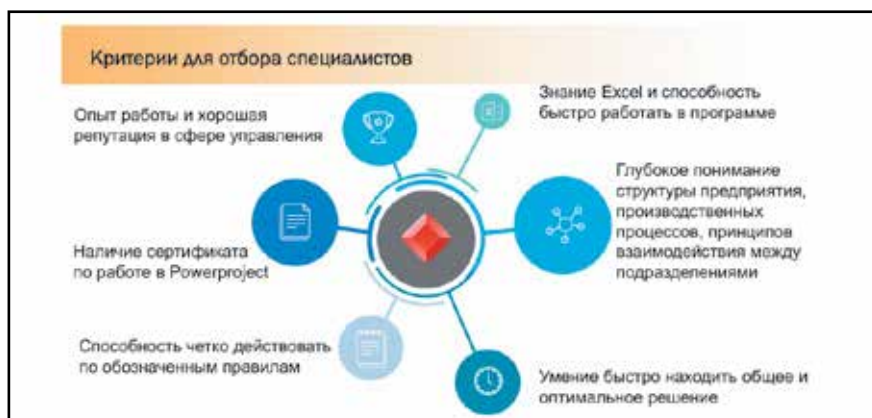 Критерии для отбора специалистов
Опыт работы и хорошая
репутация в сфере управления
Знание Excel и способность
быстро работать в программе
Наличие сертификата
по работе в Powerproject
Глубокое понимание
структуры предприятия,
производственных
процессов, принципов
взаимодействия между
подразделениями
Способность четко действовать
по обозначенным правилам
Умение быстро находить общее и
оптимальное решение